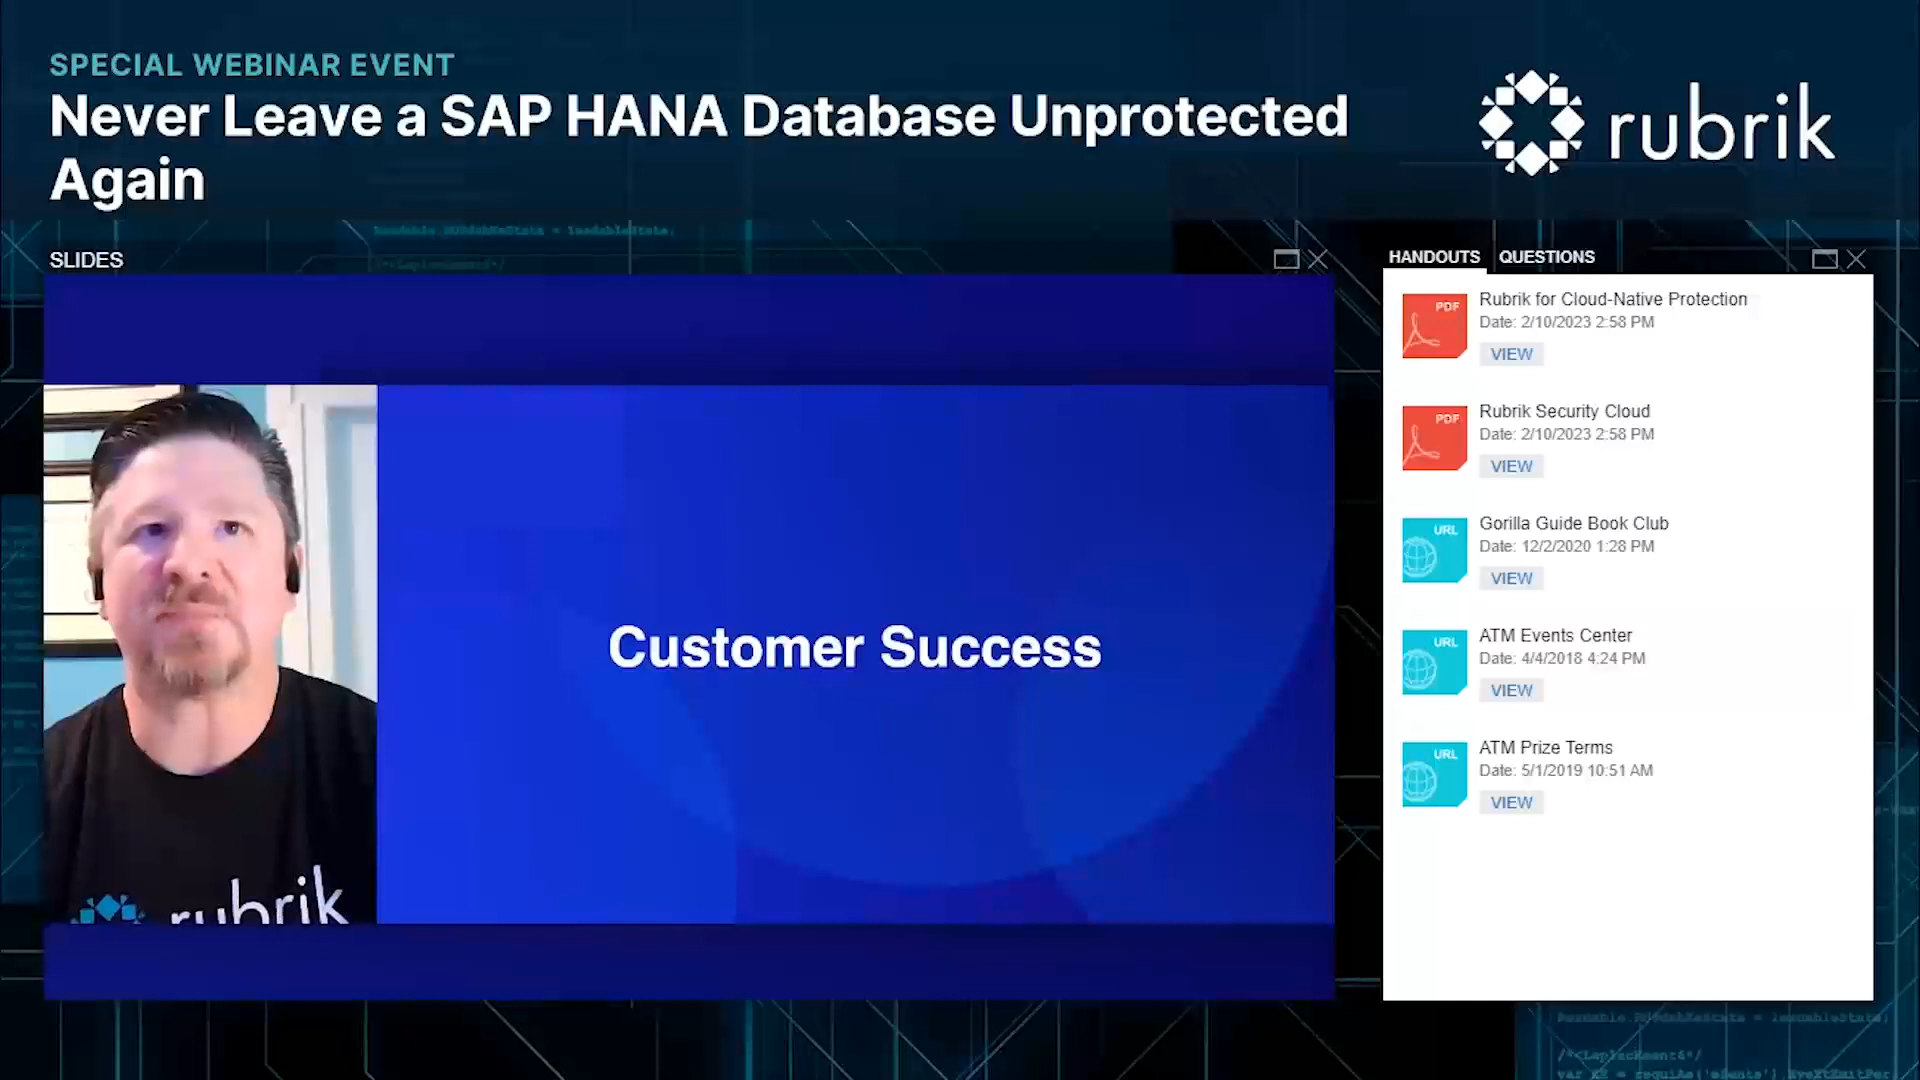 SPECIAL WEBINAR EVENT
Never Leave a SAP HANA Database Unprotected
Again
rubrik
SLIDES
Customer Success
rubrik
HANDOUTS
QUESTIONS
PDF
Rubrik for Cloud-Native Protection
Date: 2/10/2023 2:58 PM
VIEW
PDF
Rubrik Security Cloud
Date: 2/10/2023 2:58 PM
VIEW
URL
Gorilla Guide Book Club
Date: 12/2/2020 1:28 PM
VIEW
URL
ATM Events Center
Date: 4/4/2018 4:24 PM
VIEW
URL
ATM Prize Terms
Date: 5/1/2019 10:51 AM
VIEW